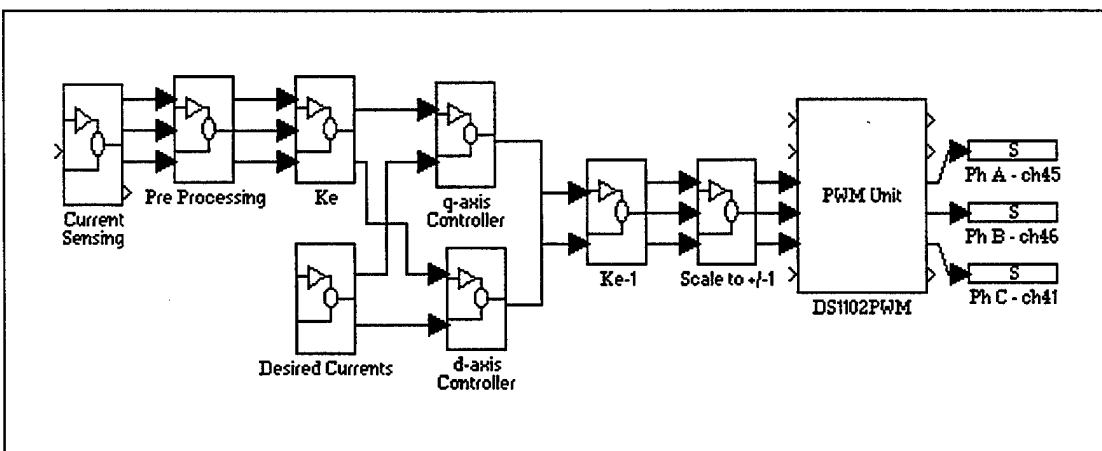 Current
Sensing
Pre Processing
Ke
q-axis
Controller
Desired Currents
d-axis
Controller
Ke-1
Scale to +/-1
PWM Unit
DS1102PWM
S
Ph A - ch45
S
Ph B - ch46
S
Ph C - ch41